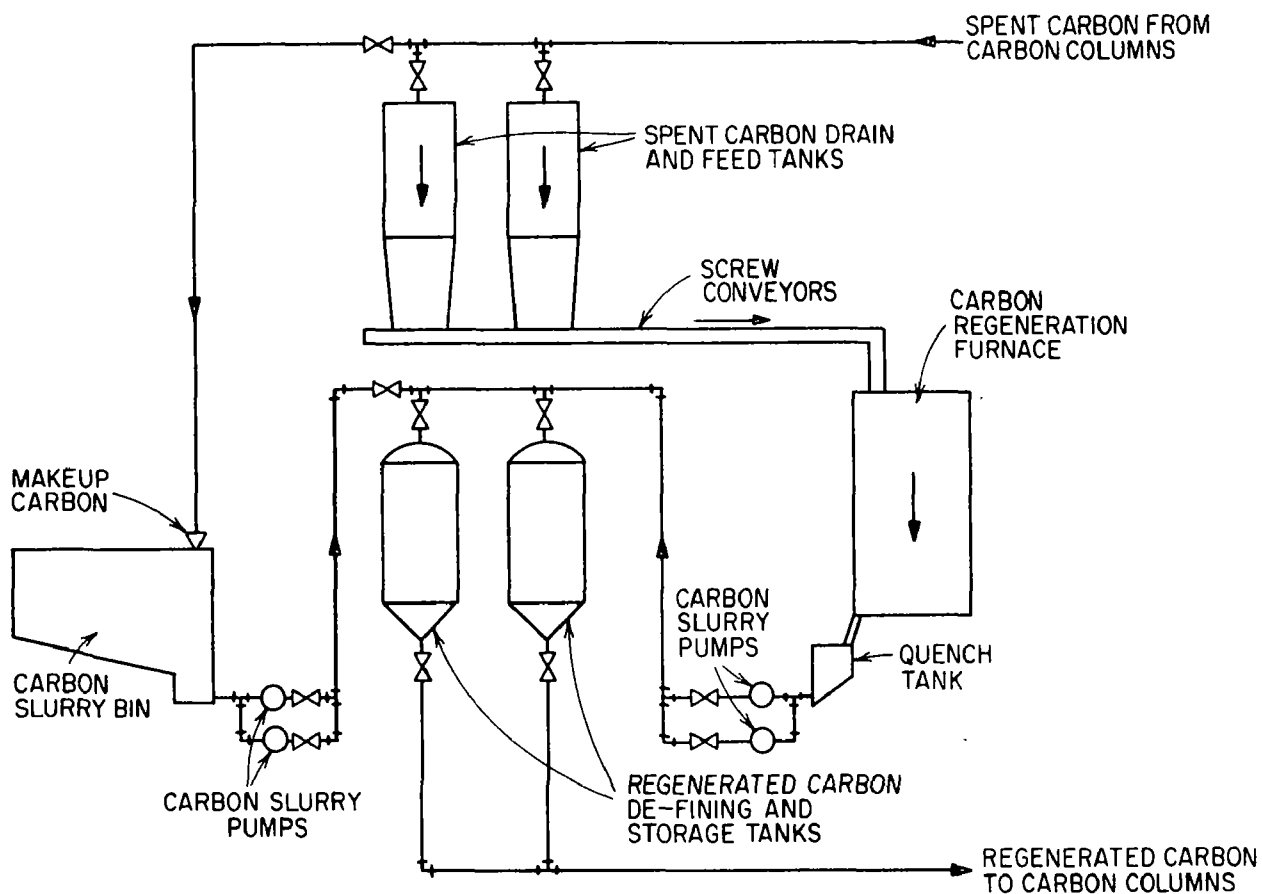 SPENT CARBON FROM
CARBON COLUMNS
SPENT CARBON DRAIN
AND FEED TANKS
SCREW
CONVEYORS
CARBON
REGENERATION
FURNACE
MAKEUP
CARBON
CARBON
SLURRY BIN
CARBON SLURRY
PUMPS
CARBON
SLURRY
PUMPS
QUENCH
TANK
REGENERATED CARBON
DE-FINING AND
STORAGE TANKS
REGENERATED CARBON
TO CARBON COLUMNS